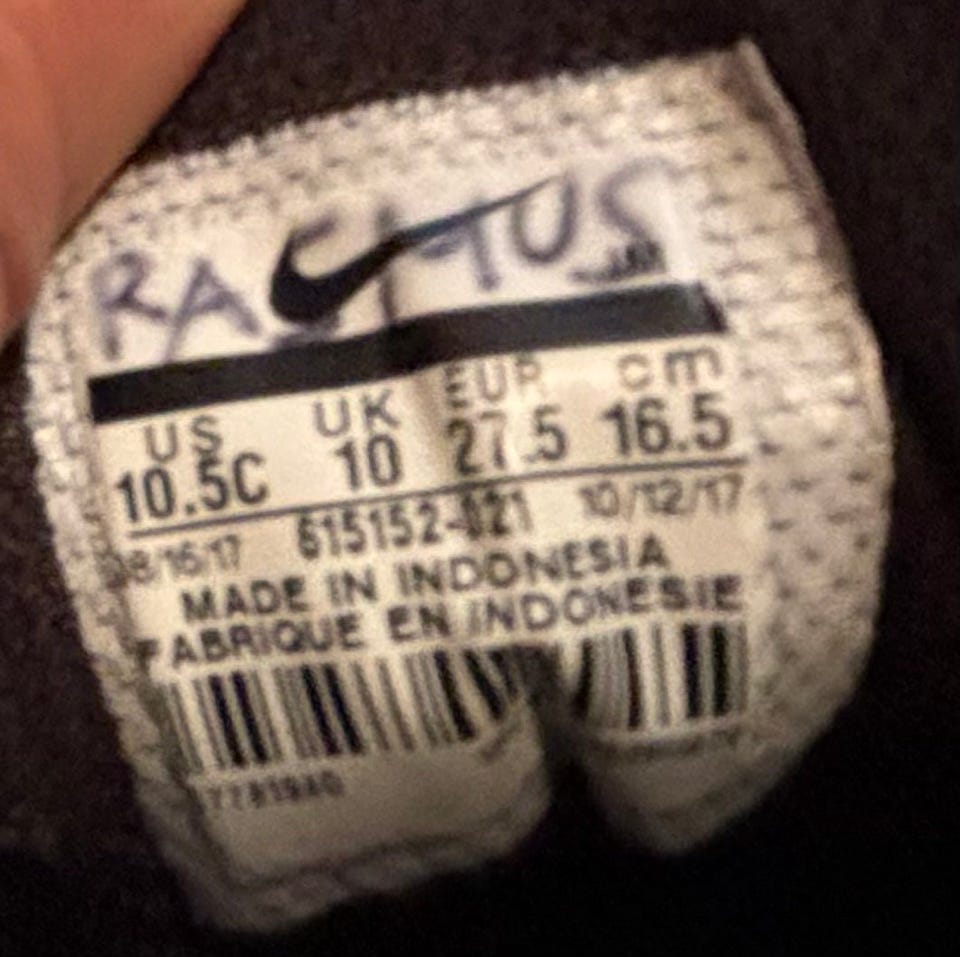 US UK EUR cm
10.5C 10 27.5 16.5
8/16/17 615152-021 10/12/17
MADE IN INDONESIA
FABRIQUE EN INDONESIE